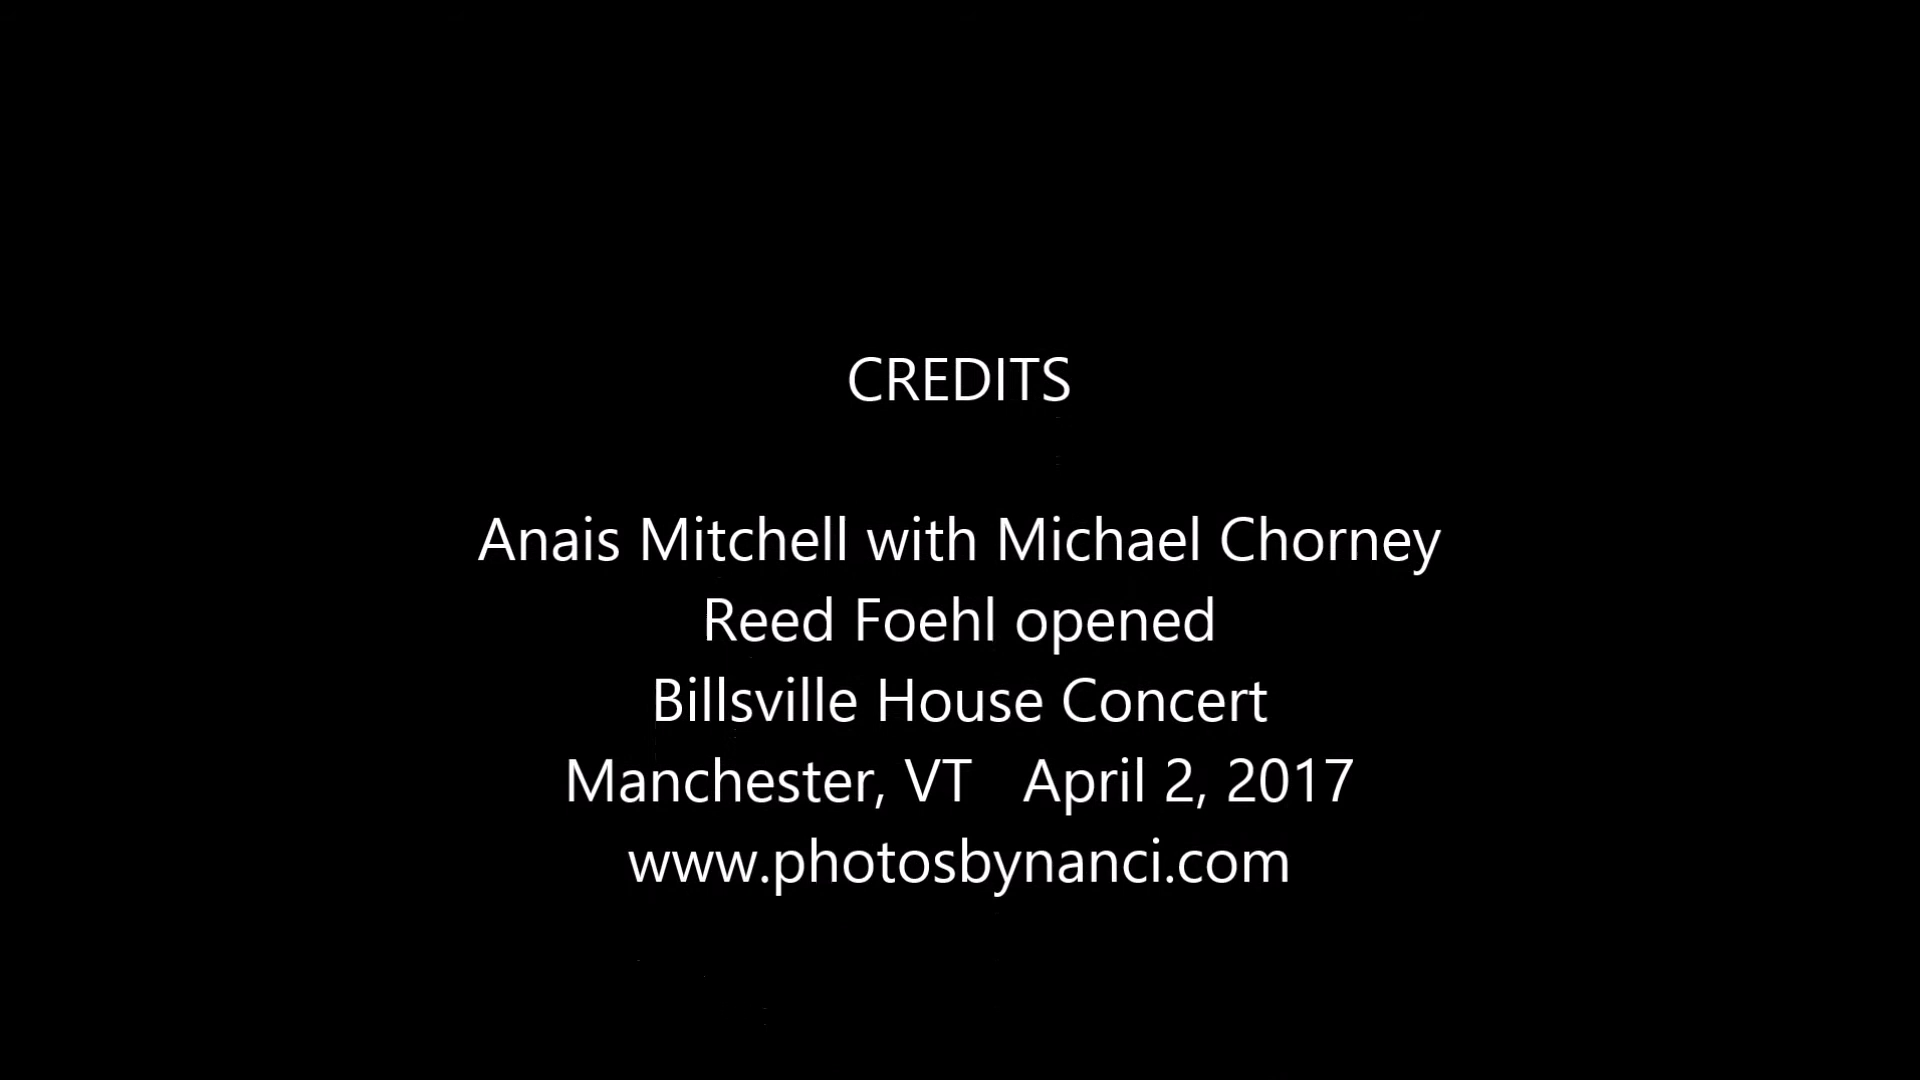 CREDITS
Anais Mitchell with Michael Chorney
Reed Foehl opened
Billsville House Concert
Manchester, VT   April 2, 2017
www.photosbynanci.com